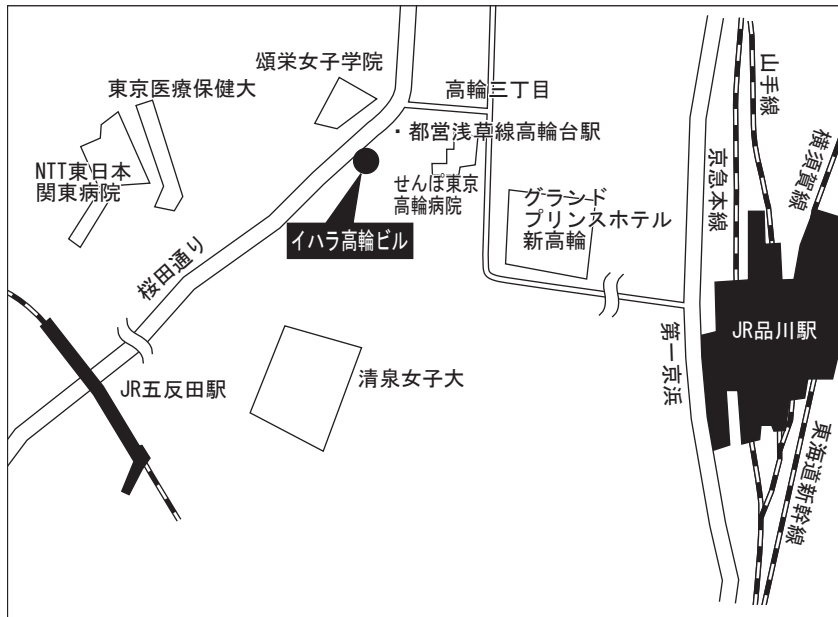 頌栄女子学院
東京医療保健大
高輪三丁目
・都営浅草線高輪台駅
NTT東日本
関東病院
せんぽ東京
高輪病院
グランド
プリンスホテル
新高輪
イハラ高輪ビル
桜田通り
山手線
京急本線
横須賀線
JR品川駅
第一京浜
清泉女子大
JR五反田駅
東海道新幹線